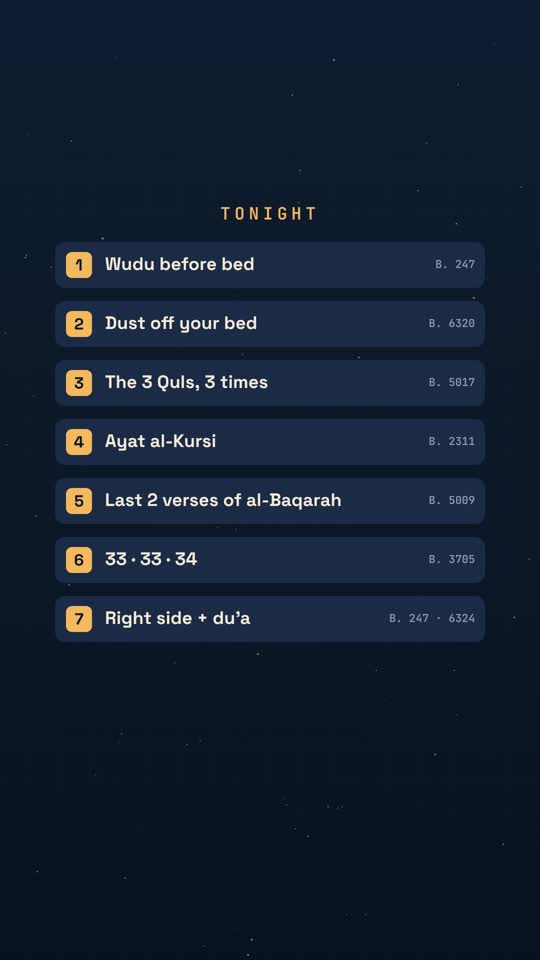 TONIGHT
1 Wudu before bed B. 247
2 Dust off your bed B. 6320
3 The 3 Quls, 3 times B. 5017
4 Ayat al-Kursi B. 2311
5 Last 2 verses of al-Baqarah B. 5009
6 33 · 33 · 34 B. 3705
7 Right side + du’a B. 247 · 6324